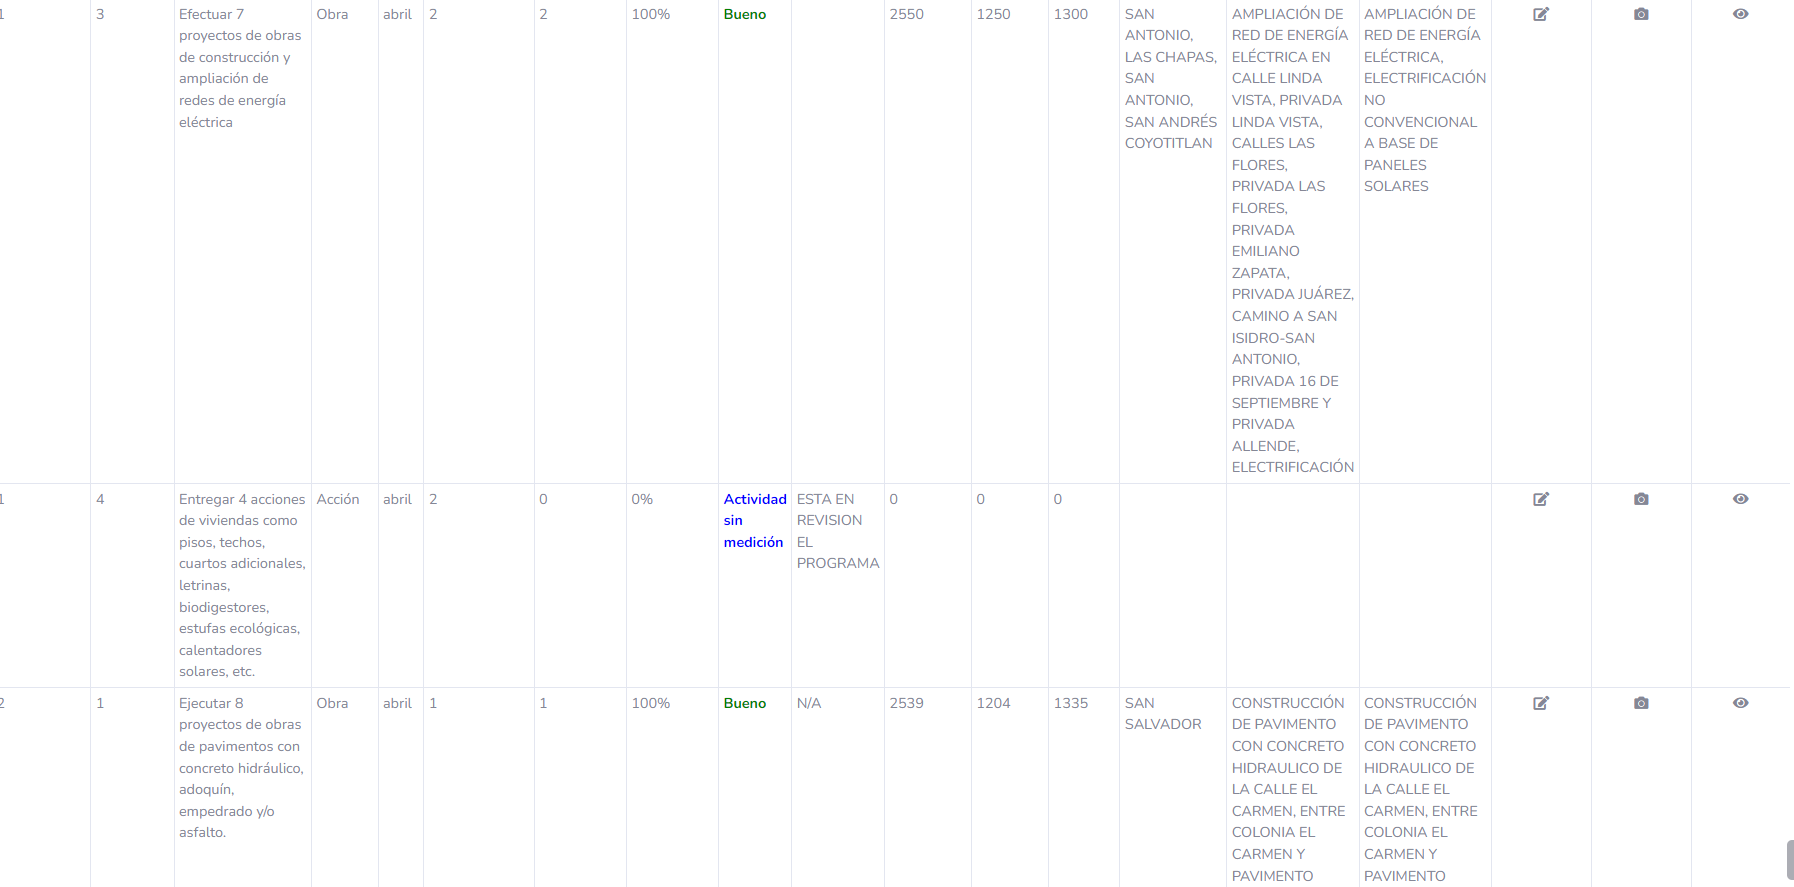 1
3
Efectuar 7
proyectos de obras
de construcción y
ampliación de
redes de energía
eléctrica
Obra
abril
2
2
100%
Bueno
2550
1250
1300
SAN
ANTONIO,
LAS CHAPAS,
SAN
ANTONIO,
SAN ANDRÉS
COYOTITLAN
AMPLIACIÓN DE
RED DE ENERGÍA
ELÉCTRICA EN
CALLE LINDA
VISTA, PRIVADA
LINDA VISTA,
CALLES LAS
FLORES,
PRIVADA LAS
FLORES,
PRIVADA
EMILIANO
ZAPATA,
PRIVADA JUÁREZ,
CAMINO A SAN
ISIDRO-SAN
ANTONIO,
PRIVADA 16 DE
SEPTIEMBRE Y
PRIVADA
ALLENDE,
ELECTRIFICACIÓN
AMPLIACIÓN DE
RED DE ENERGÍA
ELÉCTRICA,
ELECTRIFICACIÓN
NO
CONVENCIONAL
A BASE DE
PANELES
SOLARES
1
4
Entregar 4 acciones
de viviendas como
pisos, techos,
cuartos adicionales,
letrinas,
biodigestores,
estufas ecológicas,
calentadores
solares, etc.
Acción
abril
2
0
0%
Actividad
sin
medición
ESTA EN
REVISION
EL
PROGRAMA
0
0
0
2
1
Ejecutar 8
proyectos de obras
de pavimentos con
concreto hidráulico,
adoquín,
empedrado y/o
asfalto.
Obra
abril
1
1
100%
Bueno
N/A
2539
1204
1335
SAN
SALVADOR
CONSTRUCCIÓN
DE PAVIMENTO
CON CONCRETO
HIDRAULICO DE
LA CALLE EL
CARMEN, ENTRE
COLONIA EL
CARMEN Y
PAVIMENTO
CONSTRUCCIÓN
DE PAVIMENTO
CON CONCRETO
HIDRAULICO DE
LA CALLE EL
CARMEN, ENTRE
COLONIA EL
CARMEN Y
PAVIMENTO